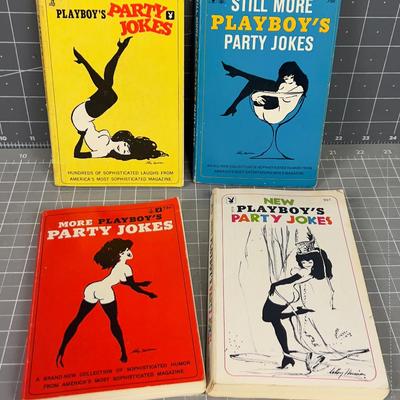 PLAYBOY'S PARTY JOKES
HUNDREDS OF SOPHISTICATED LAUGHS FROM
AMERICA'S MOST SOPHISTICATED MAGAZINE
STILL MORE
PLAYBOY'S
PARTY JOKES
MORE PLAYBOY'S
PARTY JOKES
A BRAND-NEW COLLECTION OF SOPHISTICATED HUMOR
FROM AMERICA'S MOST SOPHISTICATED MAGAZINE
NEW
PLAYBOY'S
PARTY JOKES